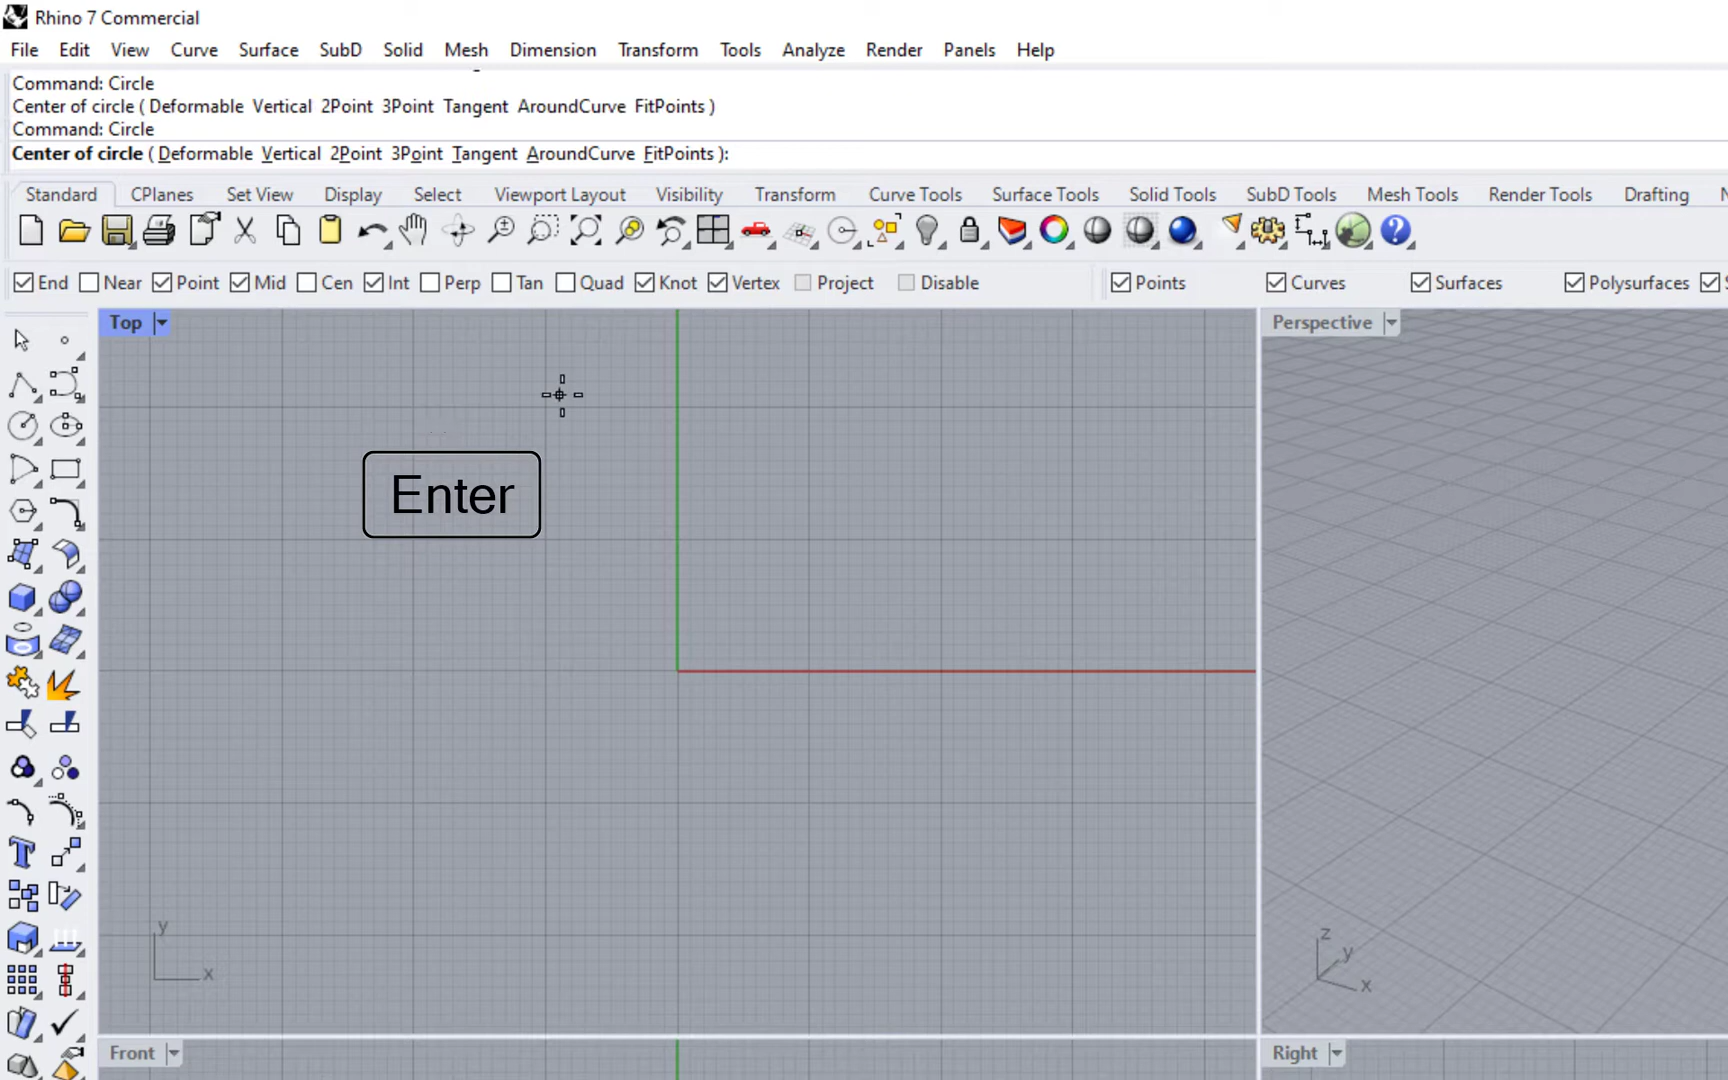 Rhino 7 Commercial
File Edit View Curve Surface SubD Solid Mesh Dimension Transform Tools Analyze Render Panels Help
Command: Circle
Center of circle ( Deformable Vertical 2Point 3Point Tangent AroundCurve FitPoints )
Command: Circle
Center of circle ( Deformable Vertical 2Point 3Point Tangent AroundCurve FitPoints ):
Standard CPlanes Set View Display Select Viewport Layout Visibility Transform Curve Tools Surface Tools Solid Tools SubD Tools Mesh Tools Render Tools Drafting
End Near Point Mid Cen Int Perp Tan Quad Knot Vertex Project Disable Points Curves Surfaces Polysurfaces
Top
Perspective
Enter
y
x
z
y
x
Front
Right